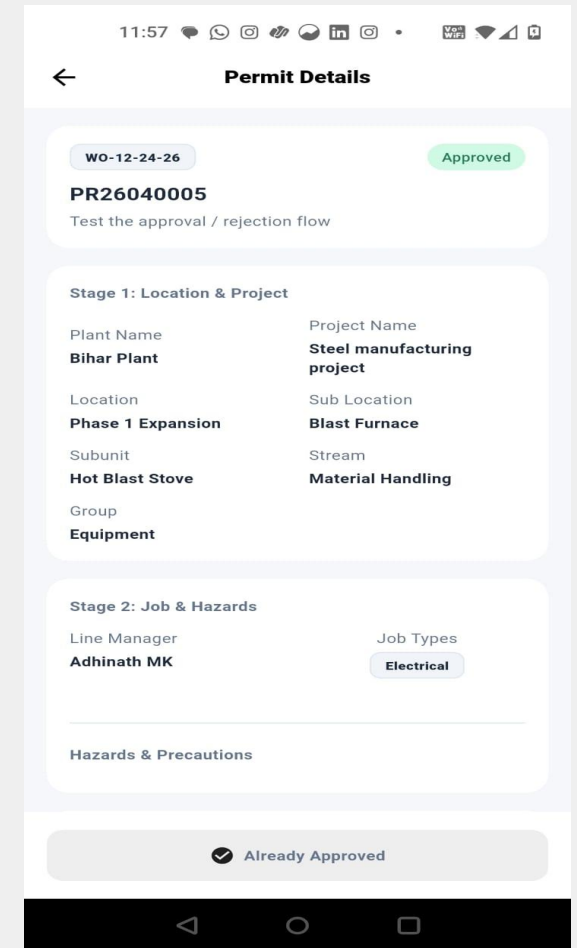 11:57
Permit Details
WO-12-24-26
Approved
PR26040005
Test the approval / rejection flow
Stage 1: Location & Project
Plant Name
Bihar Plant
Project Name
Steel manufacturing
project
Location
Phase 1 Expansion
Sub Location
Blast Furnace
Subunit
Hot Blast Stove
Stream
Material Handling
Group
Equipment
Stage 2: Job & Hazards
Line Manager
Adhinath MK
Job Types
Electrical
Hazards & Precautions
Already Approved